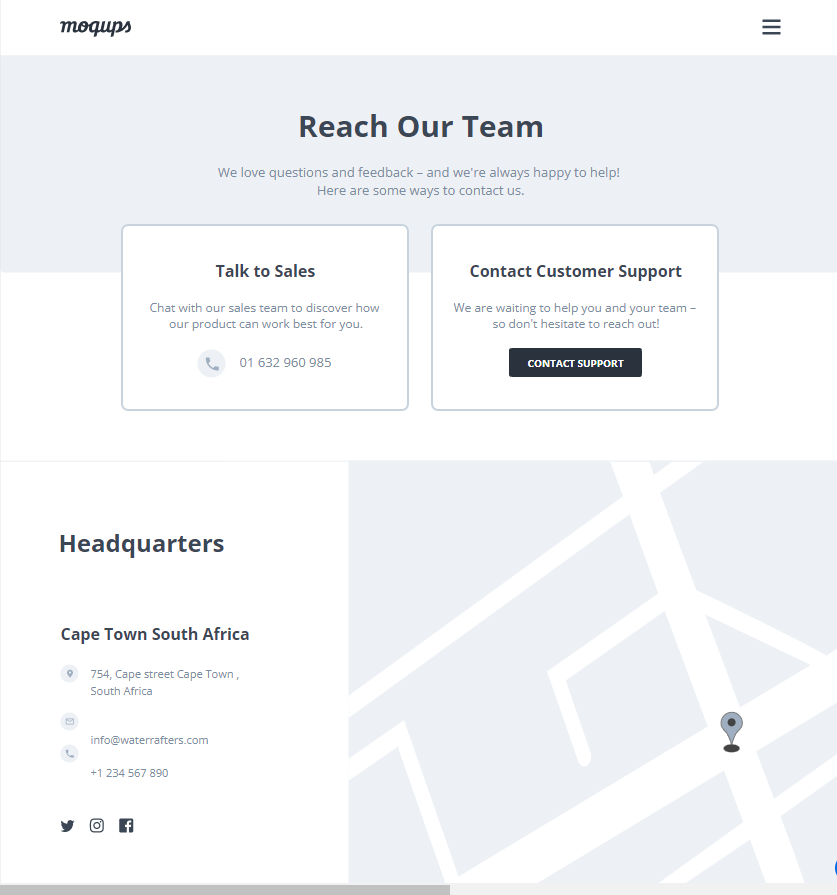 moqups
Reach Our Team
We love questions and feedback – and we're always happy to help!
Here are some ways to contact us.
Talk to Sales
Chat with our sales team to discover how
our product can work best for you.
01 632 960 985
Contact Customer Support
We are waiting to help you and your team –
so don't hesitate to reach out!
CONTACT SUPPORT
Headquarters
Cape Town South Africa
754, Cape street Cape Town ,
South Africa
info@waterrafters.com
+1 234 567 890